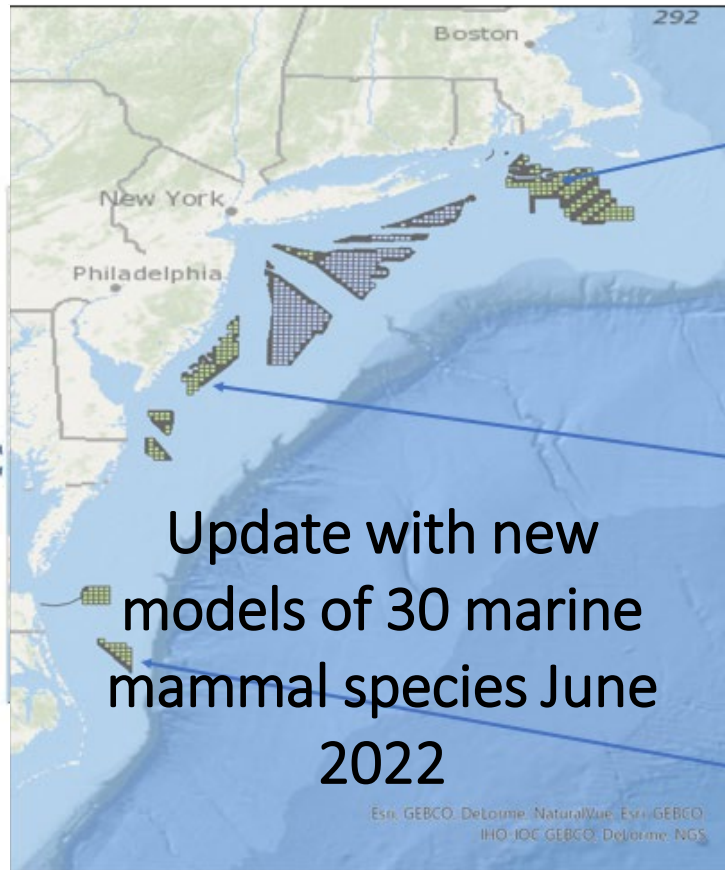 292
Boston
New York
Philadelphia
Update with new
models of 30 marine
mammal species June
2022
Esri, GEBCO, DeLorme, NaturalVue, Esri, GEBCO,
IHO-IOC GEBCO, DeLorme, NGS